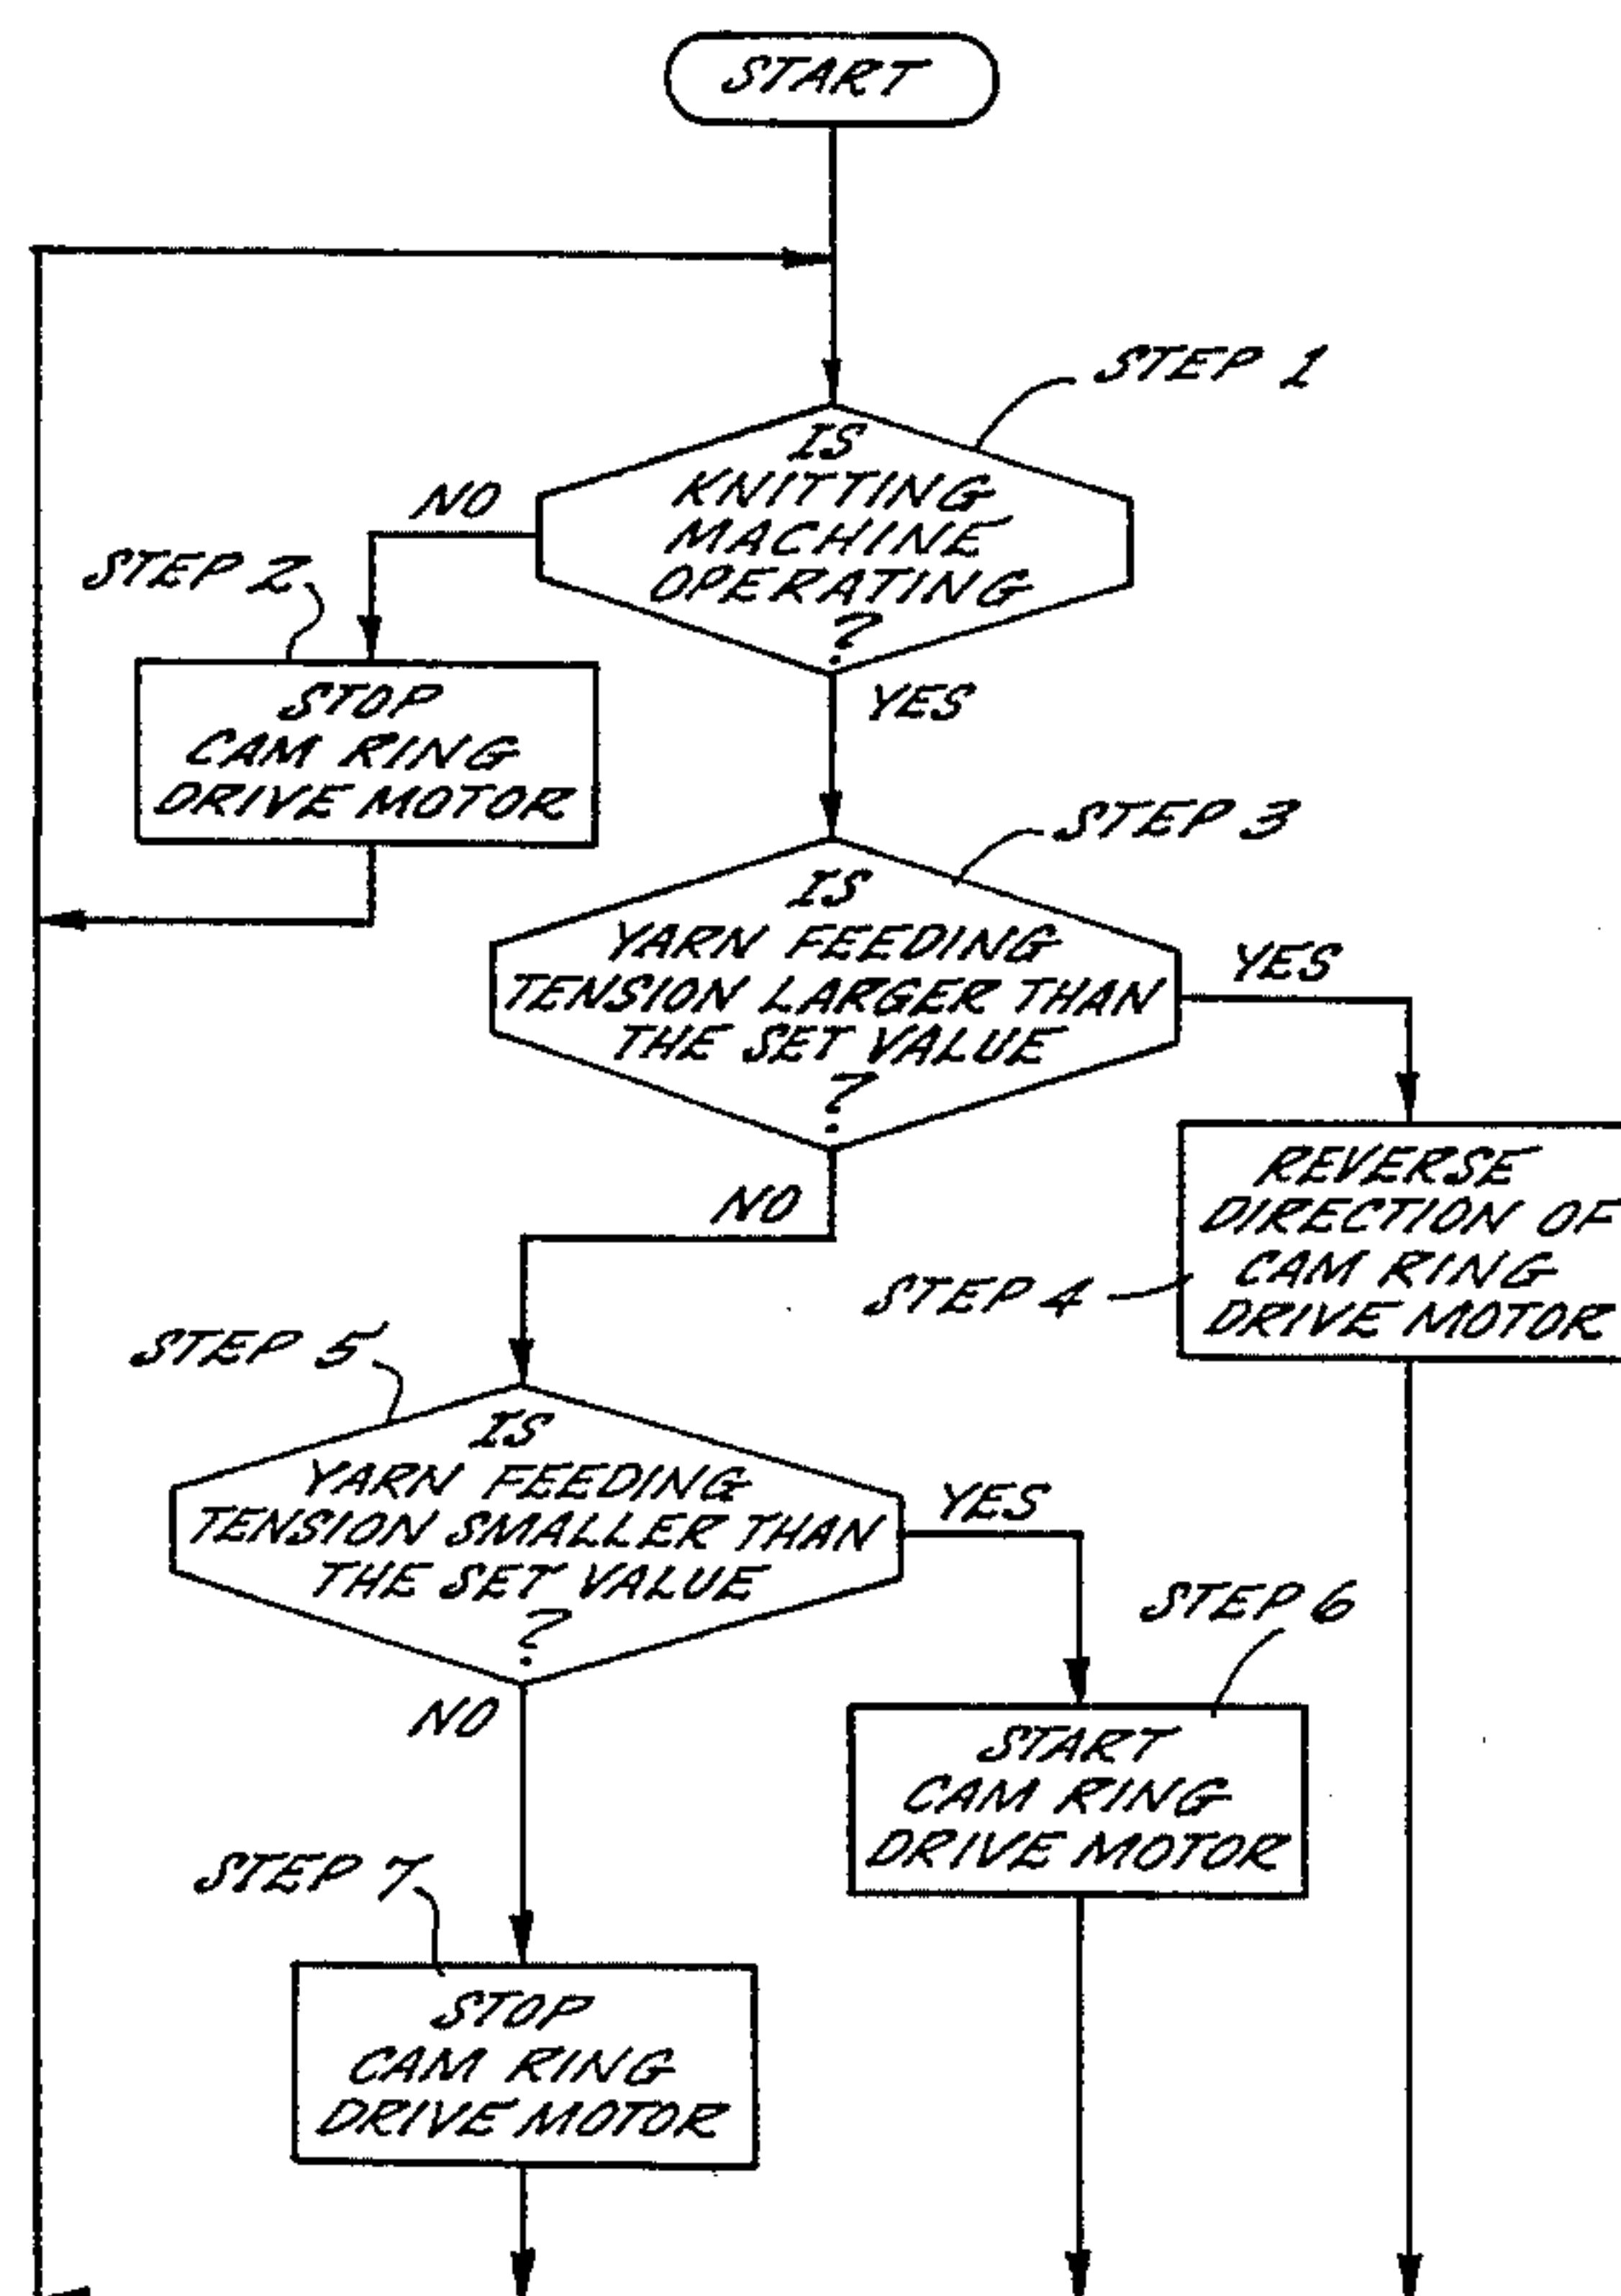 START
STEP 1
IS
KNITTING
MACHINE
OPERATING
?
NO
YES
STEP 2
STOP
CAM RING
DRIVE MOTOR
STEP 3
IS
YARN FEEDING
TENSION LARGER THAN
THE SET VALUE
?
YES
NO
REVERSE
DIRECTION OF
CAM RING
DRIVE MOTOR
STEP 4
STEP 5
IS
YARN FEEDING
TENSION SMALLER THAN
THE SET VALUE
?
YES
NO
STEP 6
START
CAM RING
DRIVE MOTOR
STEP 7
STOP
CAM RING
DRIVE MOTOR